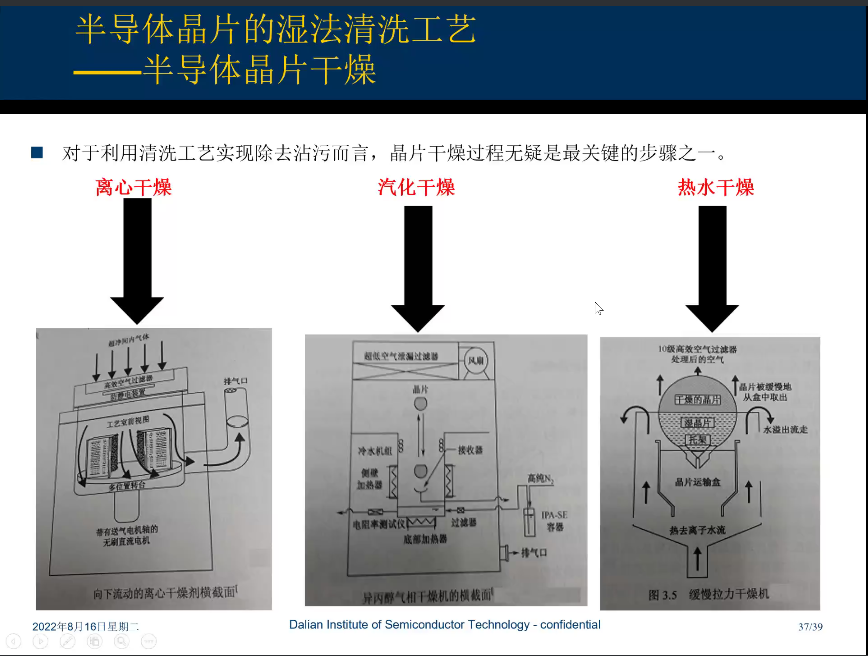 半导体晶片的湿法清洗工艺
——半导体晶片干燥
对于利用清洗工艺实现除去沾污而言，晶片干燥过程无疑是最关键的步骤之一。
离心干燥
汽化干燥
热水干燥
超净间内气体
高效空气过滤器
防静电装置
排气口
工艺室前视图
多位置转台
带有送气电机轴的
无刷直流电机
向下流动的离心干燥剂横截面
超低空气泄漏过滤器
风扇
晶片
冷水机组
接收器
侧壁
加热器
高纯N₂
电阻率测试仪
过滤器
IPA-SE
容器
底部加热器
排气口
异丙醇气相干燥机的横截面
10级高效空气过滤器
处理后的空气
晶片被缓慢地
从盒中取出
干燥的晶片
湿晶片
托架
水溢出流走
晶片运输盒
热去离子水流
图 3.5 缓慢拉力干燥机
2022年8月16日星期二
Dalian Institute of Semiconductor Technology - confidential
37/39